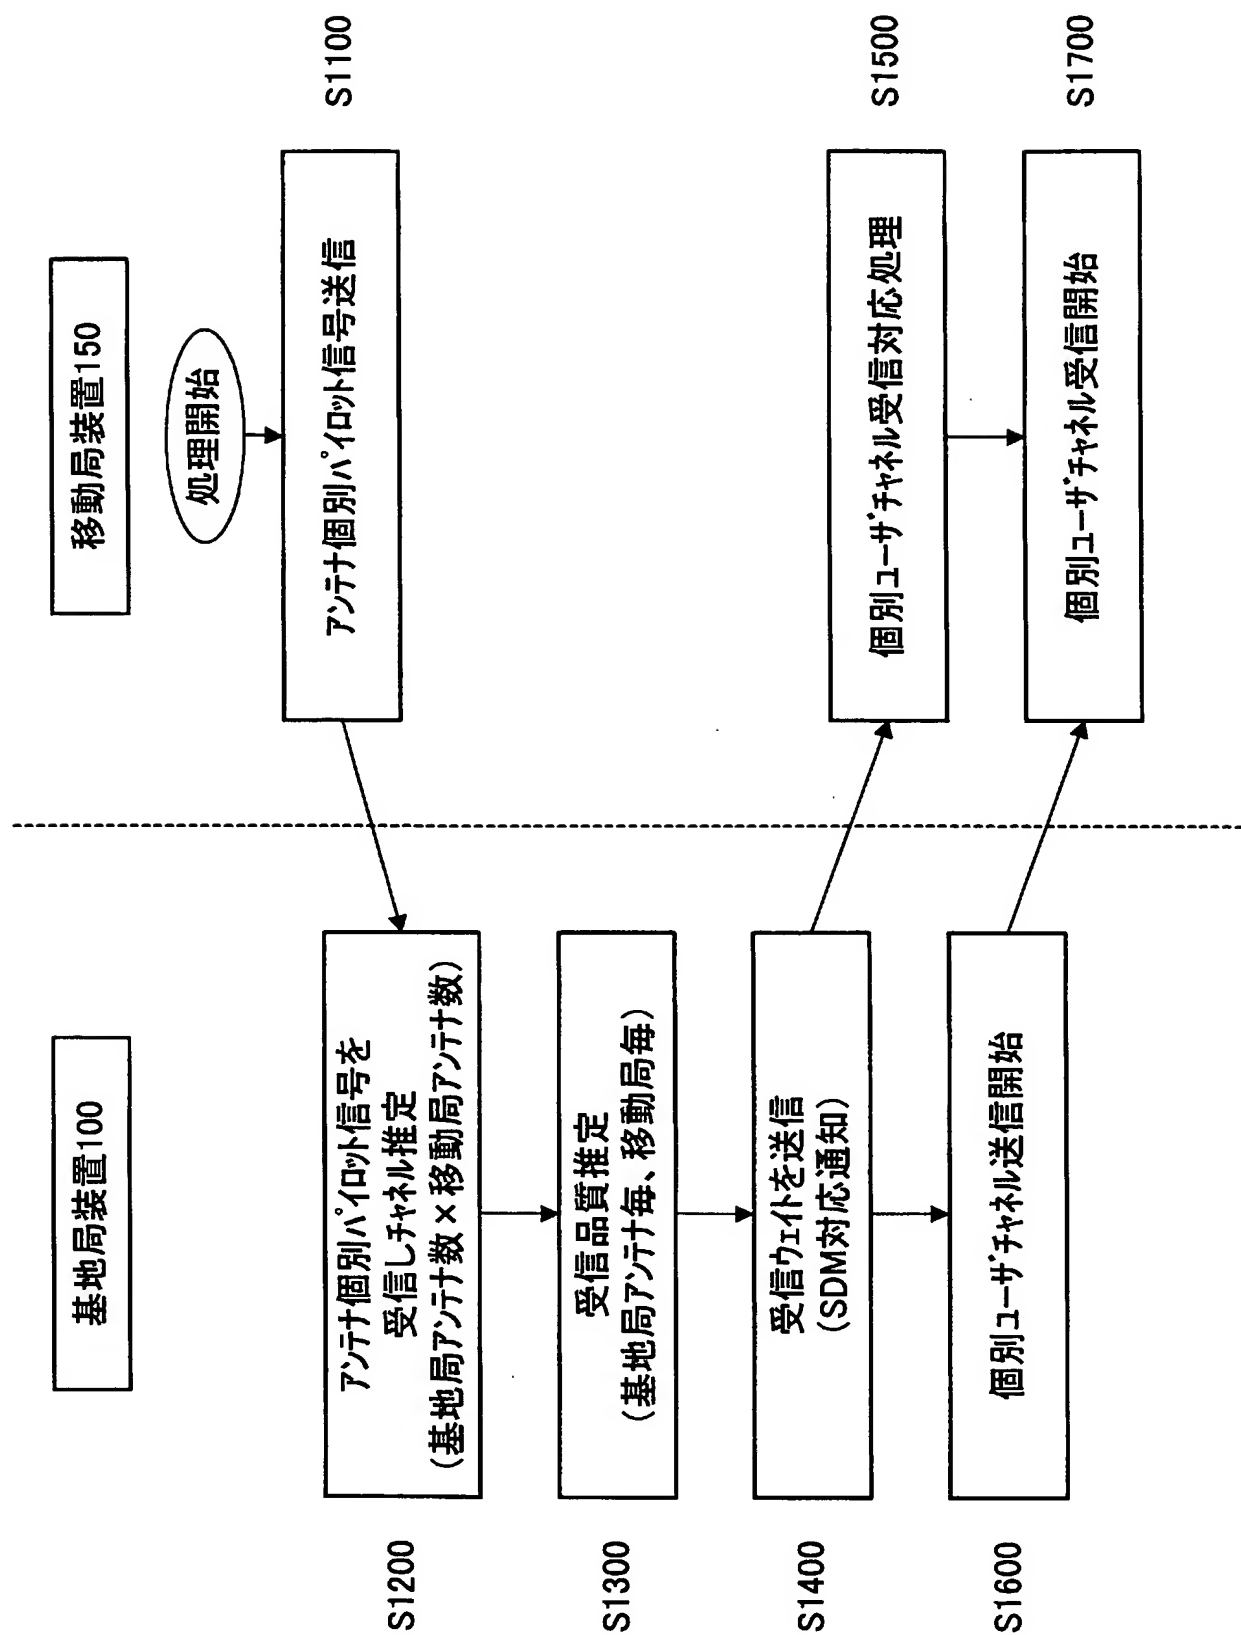 基地局装置100
移動局装置150
処理開始
アンテナ個別パイロット信号送信
S1100
S1200
アンテナ個別パイロット信号を
受信しチャネル推定
(基地局アンテナ数×移動局アンテナ数)
S1300
受信品質推定
(基地局アンテナ毎、移動局毎)
S1400
受信ウェイトを送信
(SDM対応通知)
個別ユーザチャネル受信対応処理
S1500
S1600
個別ユーザチャネル送信開始
個別ユーザチャネル受信開始
S1700